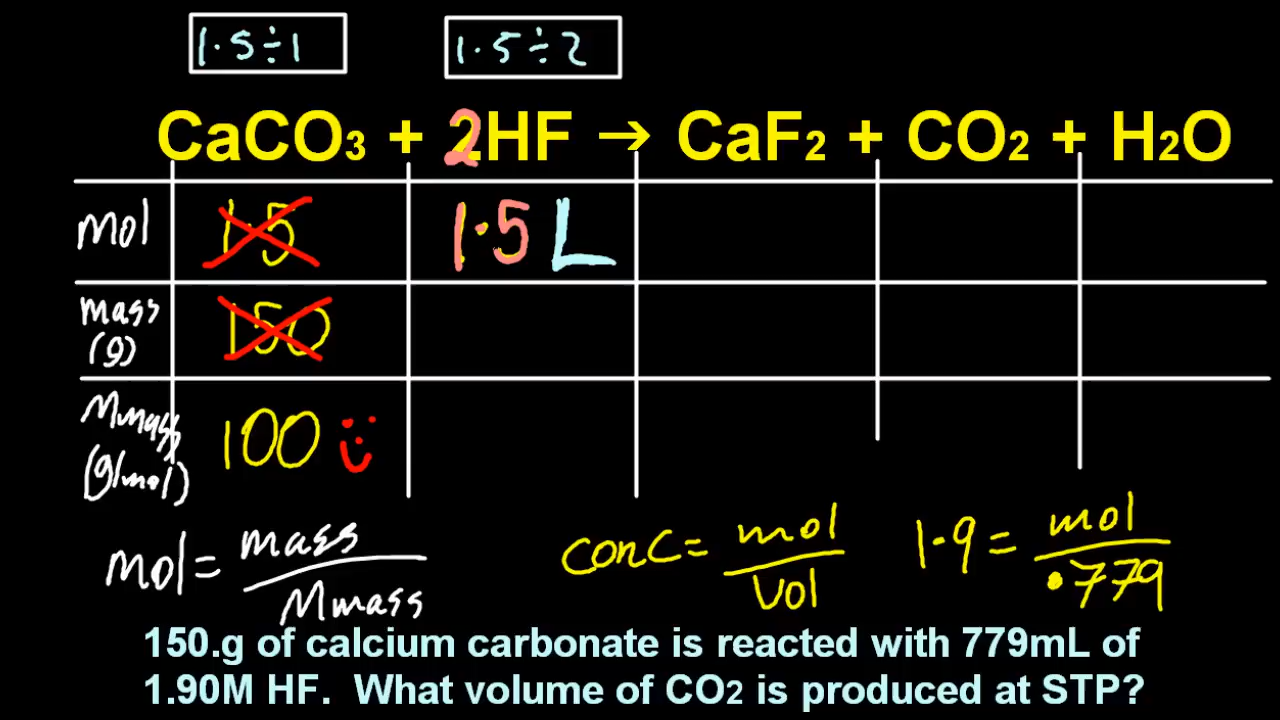 1.5÷1 1.5÷2
CaCO3 + 2HF → CaF2 + CO2 + H2O
mol 1.5 1.5 L
mass (g) 150
Mmass (g/mol) 100
mol = mass / Mmass conc = mol / Vol 1.9 = mol / .779
150.g of calcium carbonate is reacted with 779mL of
1.90M HF. What volume of CO2 is produced at STP?